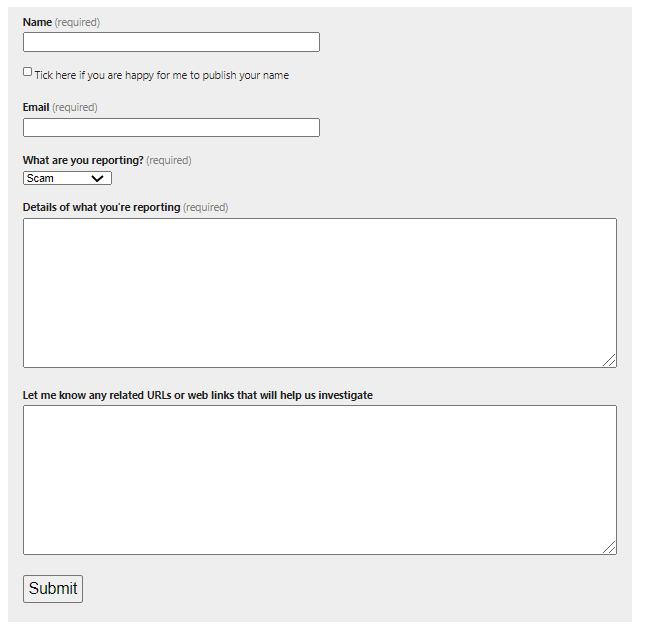 Name (required)
Tick here if you are happy for me to publish your name
Email (required)
What are you reporting? (required)
Scam
Details of what you're reporting (required)
Let me know any related URLs or web links that will help us investigate
Submit